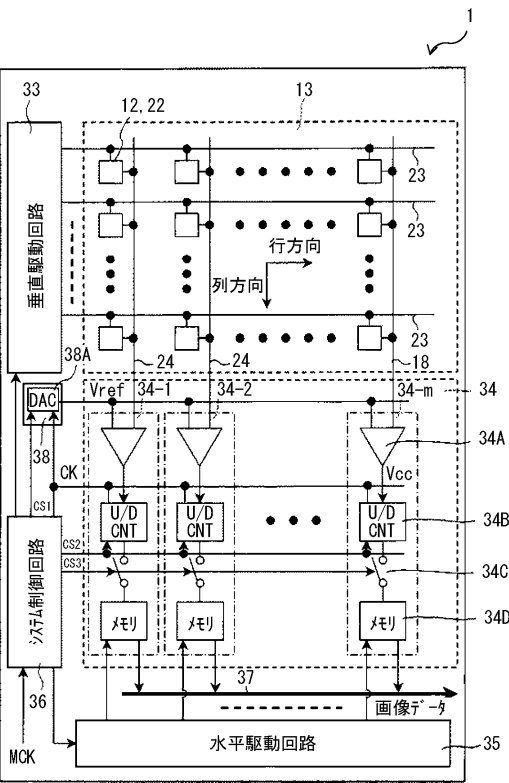 1
33
12,22
13
23
23
行方向
列方向
垂直駆動回路
23
38A
24
24
18
DAC
Vref
34-1
34-2
34-m
34
38
34A
CK
Vcc
CS1
U/D CNT
U/D CNT
U/D CNT
34B
CS2
CS3
34C
システム制御回路
メモリ
メモリ
メモリ
34D
36
37
画像データ
MCK
水平駆動回路
35